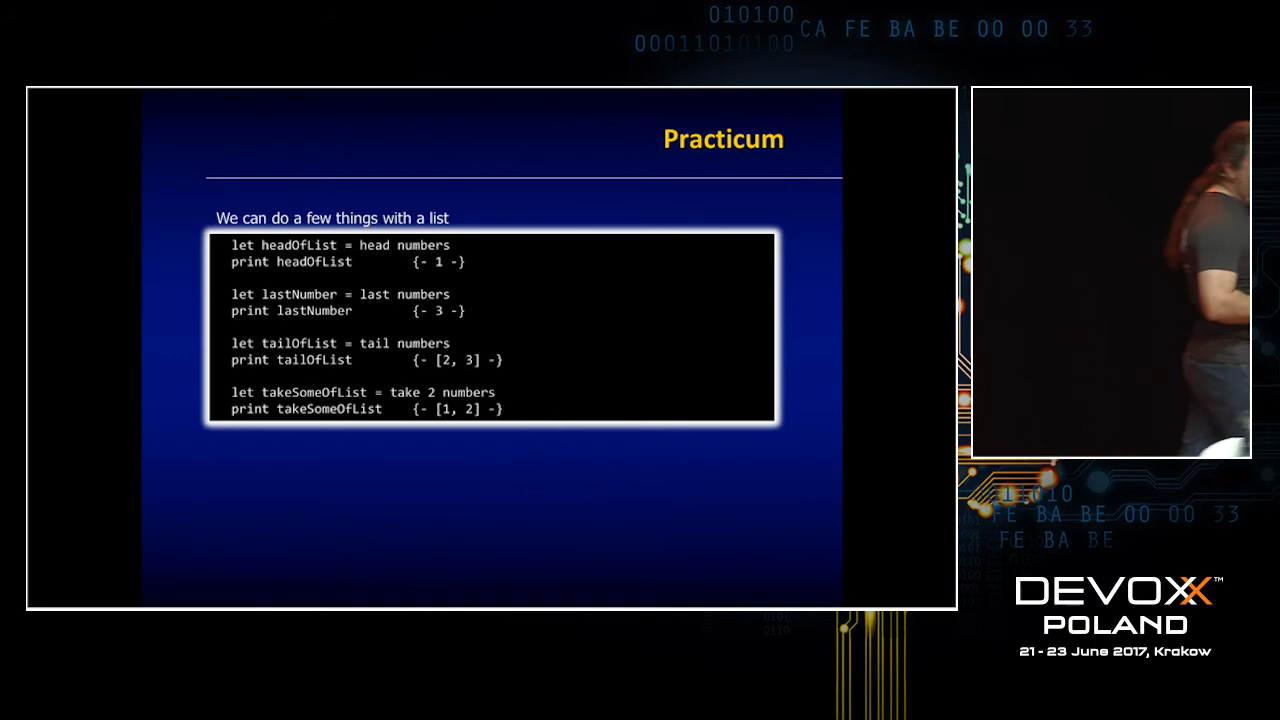 010100
CA FE BA BE 00 00 33
00011010100
Practicum
We can do a few things with a list
let headOfList = head numbers
print headOfList {- 1 -}
let lastNumber = last numbers
print lastNumber {- 3 -}
let tailOfList = tail numbers
print tailOfList {- [2, 3] -}
let takeSomeOfList = take 2 numbers
print takeSomeOfList {- [1, 2] -}
FE BA BE 00 00 33
FE BA BE
DEVOXX™
POLAND
21 - 23 June 2017, Krakow